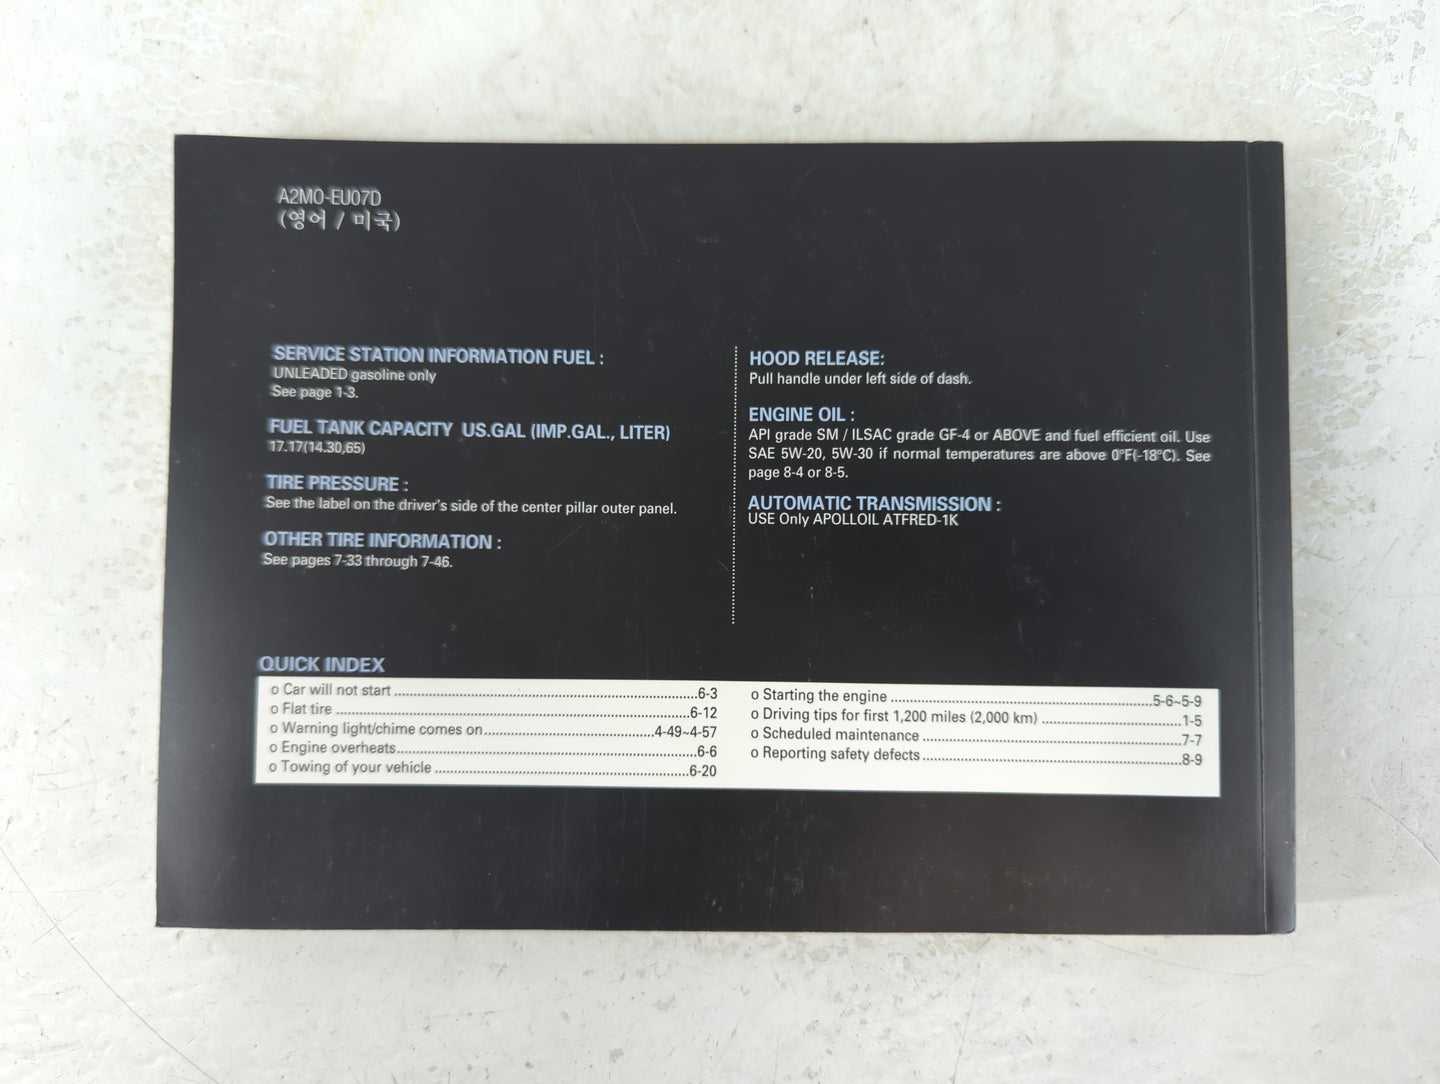 A2MO-EU07D
(영어 / 미국)
SERVICE STATION INFORMATION FUEL :
UNLEADED gasoline only
See page 1-3.
FUEL TANK CAPACITY US.GAL (IMP.GAL., LITER)
17.17(14.30,65)
TIRE PRESSURE :
See the label on the driver's side of the center pillar outer panel.
OTHER TIRE INFORMATION :
See pages 7-33 through 7-46.
HOOD RELEASE:
Pull handle under left side of dash.
ENGINE OIL :
API grade SM / ILSAC grade GF-4 or ABOVE and fuel efficient oil. Use
SAE 5W-20, 5W-30 if normal temperatures are above 0°F(-18°C). See
page 8-4 or 8-5.
AUTOMATIC TRANSMISSION :
USE Only APOLLOIL ATFRED-1K
QUICK INDEX
o Car will not start ........................................6-3
o Flat tire ........................................6-12
o Warning light/chime comes on........................................4-49~4-57
o Engine overheats........................................6-6
o Towing of your vehicle ........................................6-20
o Starting the engine ........................................5-6~5-9
o Driving tips for first 1,200 miles (2,000 km) ........................................1-5
o Scheduled maintenance ........................................7-7
o Reporting safety defects ........................................8-9